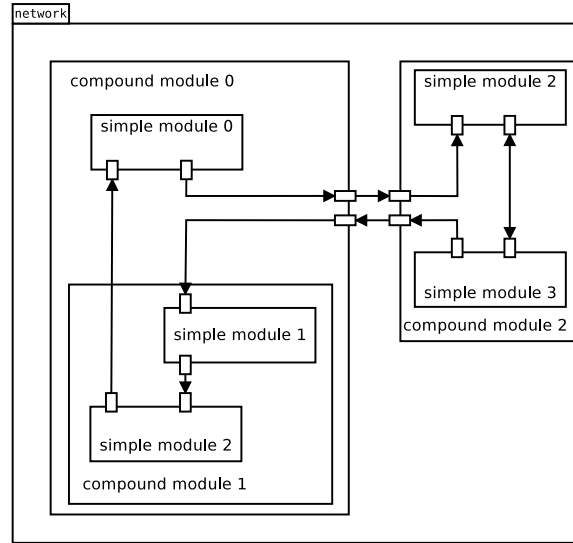 network
compound module 0
simple module 0
simple module 2
simple module 3
compound module 2
simple module 1
simple module 2
compound module 1